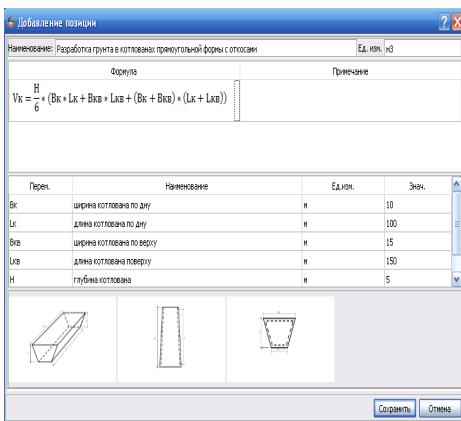 Добавление позиции
Наименование: Разработка грунта в котлованах прямоугольной формы с откосами Ед. изм. м3
Формула Примечание
Vк = H/6 * (Bк * Lк + Bкв * Lкв + (Bк + Bкв) * (Lк + Lкв))
Перем. Наименование Ед.изм. Знач.
Bк ширина котлована по дну м 10
Lк длина котлована по дну м 100
Bкв ширина котлована по верху м 15
Lкв длина котлована поверху м 150
H глубина котлована м 5
Сохранить Отмена